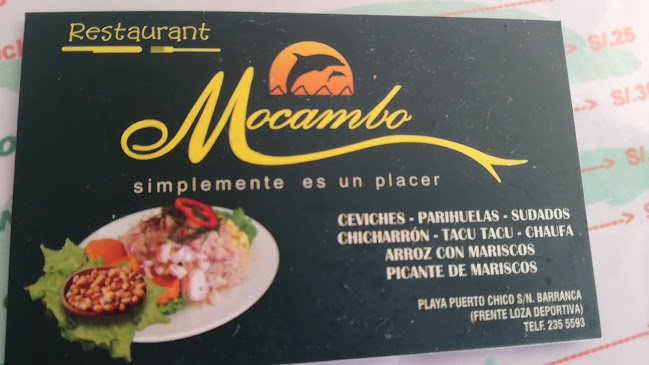 Restaurant
Mocambo
simplemente es un placer
CEVICHES - PARIHUELAS - SUDADOS
CHICHARRÓN - TACU TACU - CHAUFA
ARROZ CON MARISCOS
PICANTE DE MARISCOS
PLAYA PUERTO CHICO S/N. BARRANCA
(FRENTE LOZA DEPORTIVA)
TELF. 235 5593
S/.25